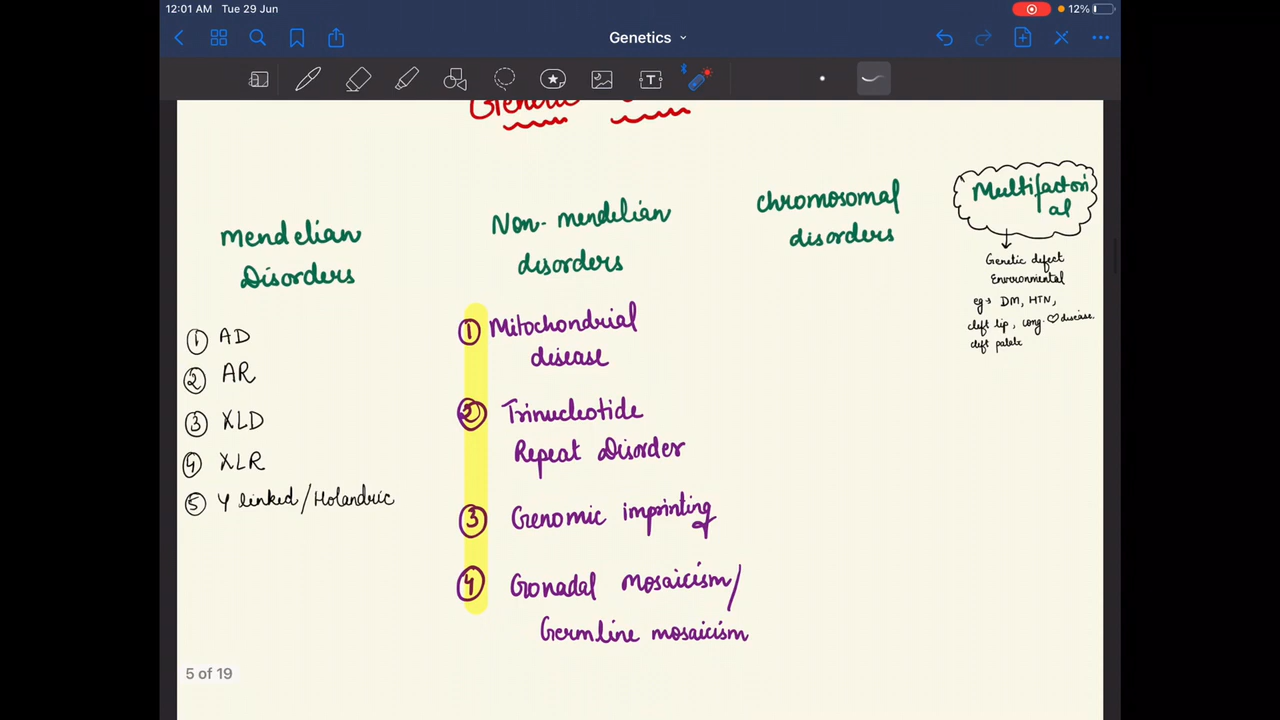 12:01 AM Tue 29 Jun
12%
Genetics
T
Genetic
Mendelian
Disorders
① AD
② AR
③ XLD
④ XLR
⑤ Y linked/Holandric
Non-mendelian
disorders
① Mitochondrial
disease
② Trinucleotide
Repeat Disorder
③ Genomic imprinting
④ Gonadal mosaicism/
Germline mosaicism
chromosomal
disorders
Multifactori
al
Genetic defect
Environmental
eg → DM, HTN,
cleft lip, cong. ♡ disease.
cleft palate
5 of 19